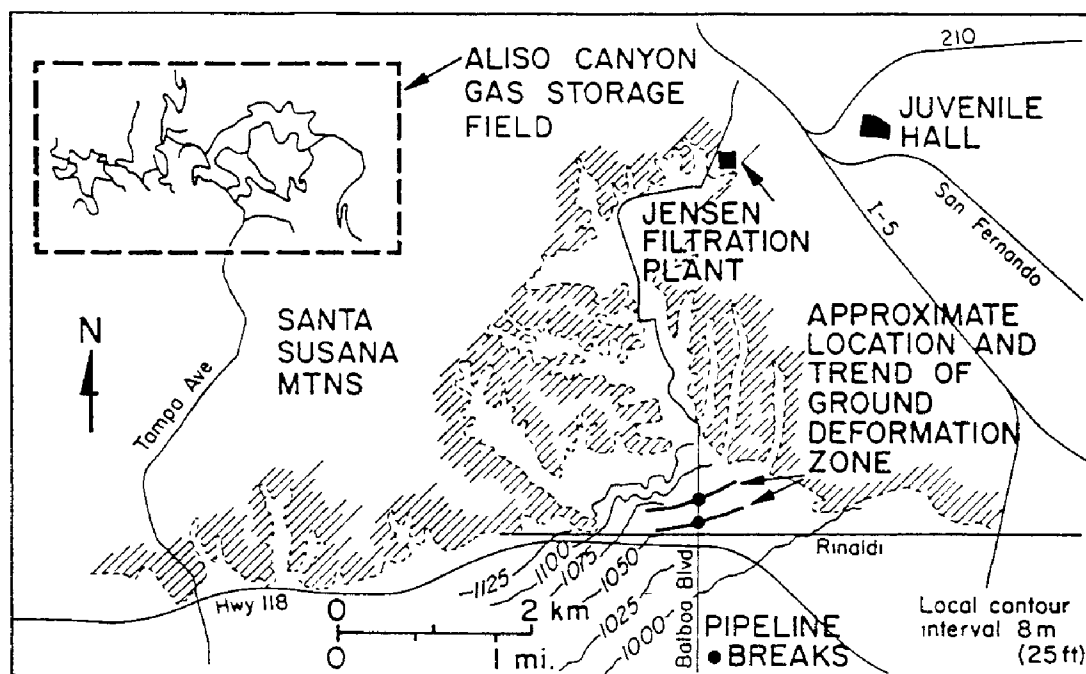 ALISO CANYON
GAS STORAGE
FIELD
210
JUVENILE
HALL
JENSEN
FILTRATION
PLANT
I-5
San Fernando
N
SANTA
SUSANA
MTNS
Tampa Ave
APPROXIMATE
LOCATION AND
TREND OF
GROUND
DEFORMATION
ZONE
Rinaldi
1125
1100
1075
1050
1025
1000
Hwy 118
Balboa Blvd
0 2 km
0 1 mi.
PIPELINE
BREAKS
Local contour
interval 8m
(25 ft)